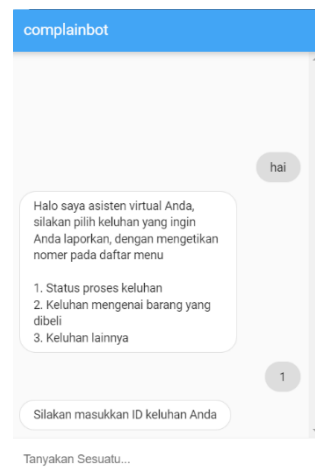 complainbot
hai
Halo saya asisten virtual Anda,
silakan pilih keluhan yang ingin
Anda laporkan, dengan mengetikan
nomer pada daftar menu
1. Status proses keluhan
2. Keluhan mengenai barang yang
dibeli
3. Keluhan lainnya
1
Silakan masukkan ID keluhan Anda
Tanyakan Sesuatu...